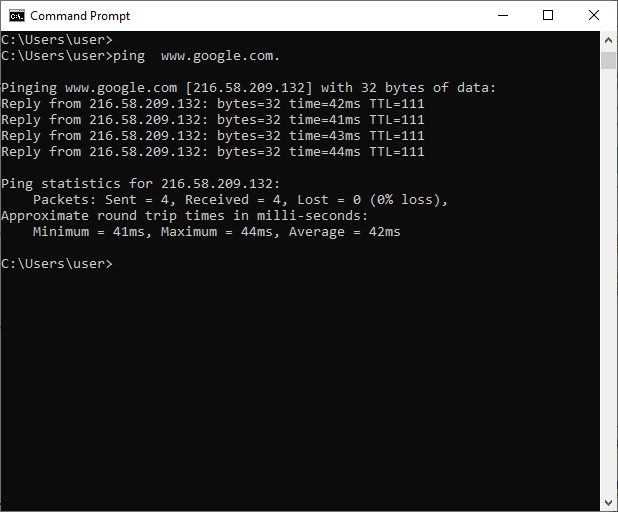 Command Prompt
C:\Users\user>
C:\Users\user>ping  www.google.com.

Pinging www.google.com [216.58.209.132] with 32 bytes of data:
Reply from 216.58.209.132: bytes=32 time=42ms TTL=111
Reply from 216.58.209.132: bytes=32 time=41ms TTL=111
Reply from 216.58.209.132: bytes=32 time=43ms TTL=111
Reply from 216.58.209.132: bytes=32 time=44ms TTL=111

Ping statistics for 216.58.209.132:
    Packets: Sent = 4, Received = 4, Lost = 0 (0% loss),
Approximate round trip times in milli-seconds:
    Minimum = 41ms, Maximum = 44ms, Average = 42ms

C:\Users\user>